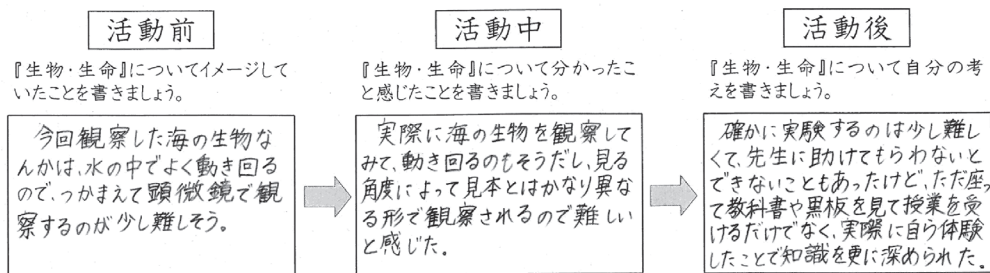 活動前
『生物・生命』についてイメージして
いたことを書きましょう。
今回観察した海の生物な
んかは、水の中でよく動き回る
ので、つかまえて顕微鏡で観
察するのが少し難しそう。
活動中
『生物・生命』について分かったこ
と感じたことを書きましょう。
実際に海の生物を観察して
みて、動き回るのもそうだし、見る
角度によって見本とはかなり異な
る形で観察されるので難しい
と感じた。
活動後
『生物・生命』について自分の考
えを書きましょう。
確かに実験するのは少し難し
くて、先生に助けてもらわないと
できないこともあったけど、ただ座っ
て教科書や黒板を見て授業を受
けるだけでなく、実際に自ら体験
したことで知識を更に深められた。